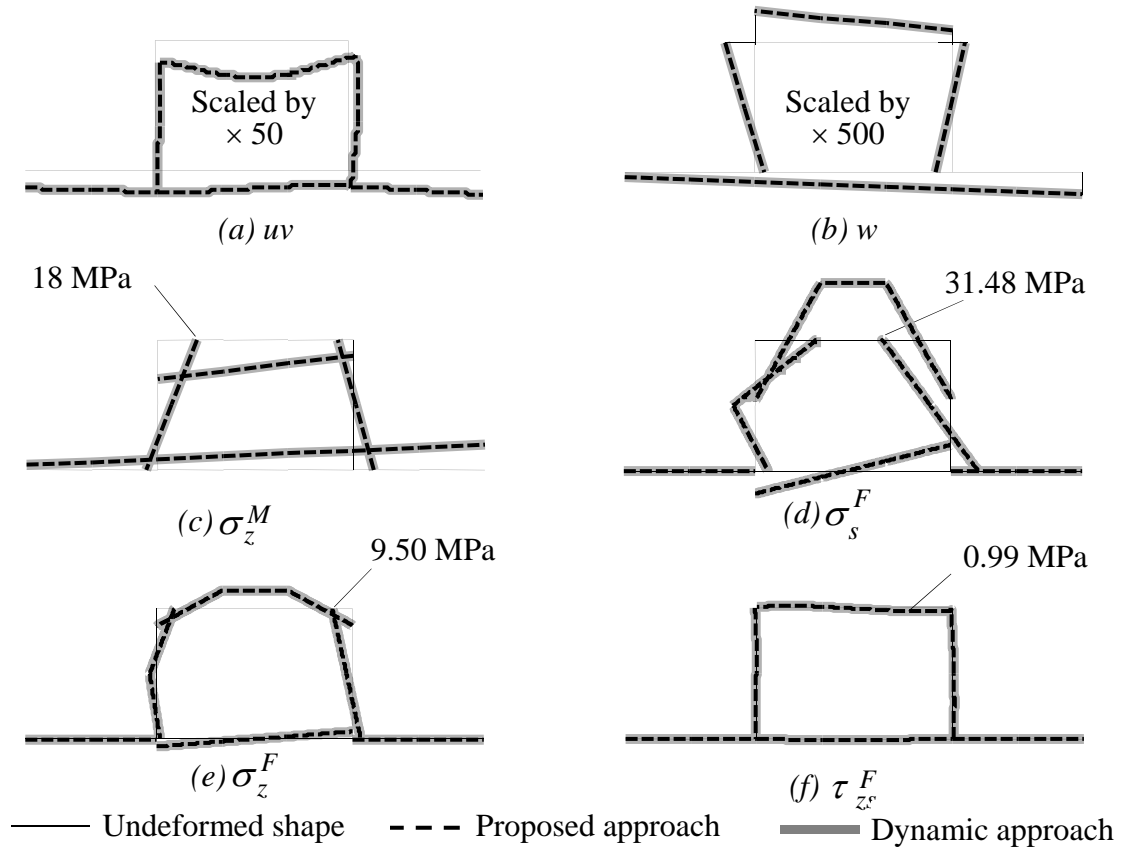 Scaled by
× 50
(a) uv
Scaled by
× 500
(b) w
18 MPa
(c) σ_z^M
31.48 MPa
(d) σ_s^F
9.50 MPa
(e) σ_z^F
0.99 MPa
(f) τ_zs^F
Undeformed shape
Proposed approach
Dynamic approach